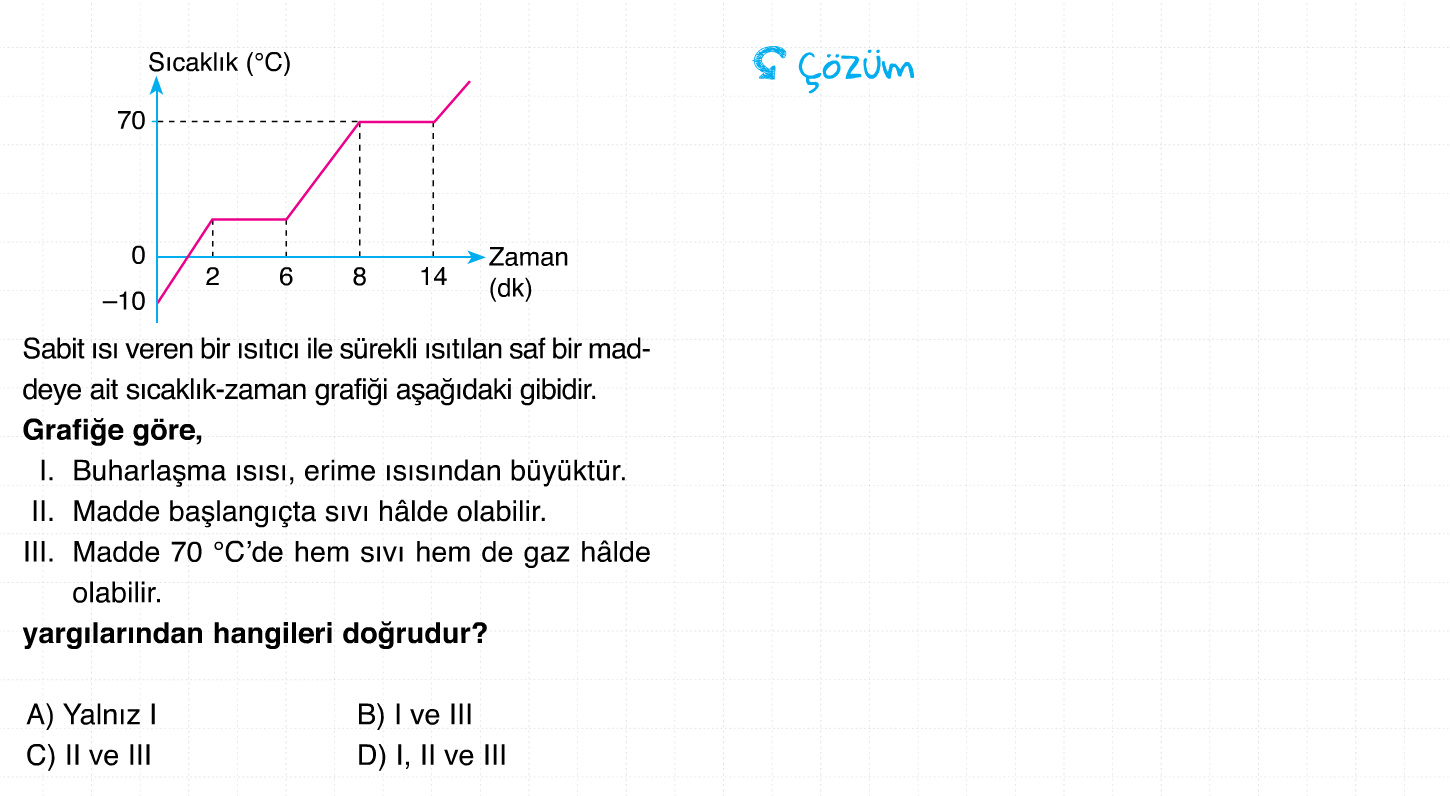 Sıcaklık (°C)
Çözüm
70
0
–10
2 6 8 14
Zaman
(dk)
Sabit ısı veren bir ısıtıcı ile sürekli ısıtılan saf bir mad-
deye ait sıcaklık-zaman grafiği aşağıdaki gibidir.
Grafiğe göre,
I. Buharlaşma ısısı, erime ısısından büyüktür.
II. Madde başlangıçta sıvı hâlde olabilir.
III. Madde 70 °C’de hem sıvı hem de gaz hâlde
olabilir.
yargılarından hangileri doğrudur?
A) Yalnız I B) I ve III
C) II ve III D) I, II ve III